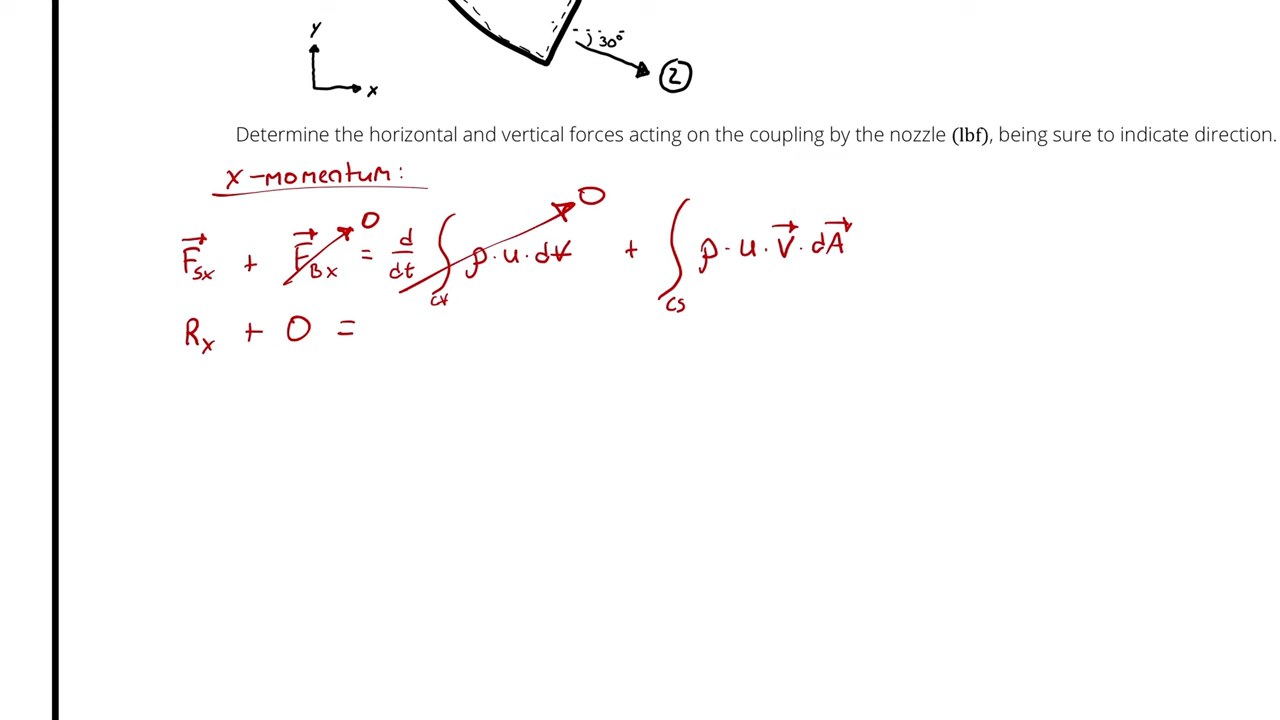 y
30°
2
x
Determine the horizontal and vertical forces acting on the coupling by the nozzle (lbf), being sure to indicate direction.
x-momentum:
0 0
F⃗sx + F⃗Bx = d/dt ∫cv ρ·u·dV + ∫cs ρ·u·V⃗·dA⃗
Rx + 0 =